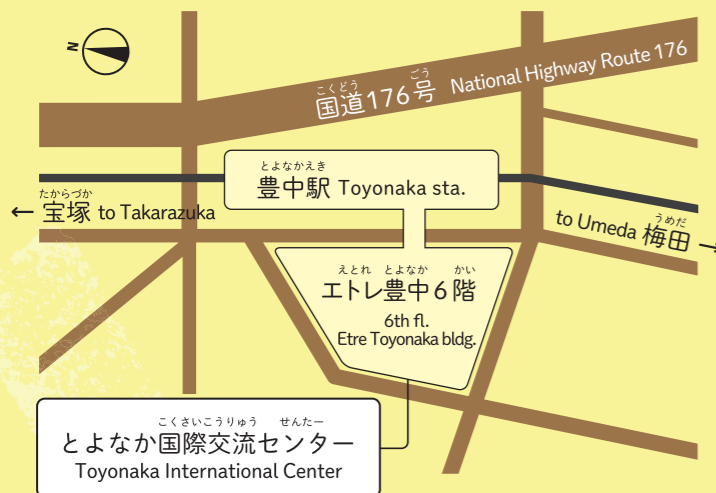 N
こくどう ごう
国道176号 National Highway Route 176
とよなかえき
豊中駅 Toyonaka sta.
たからづか
← 宝塚 to Takarazuka
うめだ
to Umeda 梅田 →
えとれ とよなか かい
エトレ豊中6階
6th fl.
Etre Toyonaka bldg.
こくさいこうりゅう せんたー
とよなか国際交流センター
Toyonaka International Center